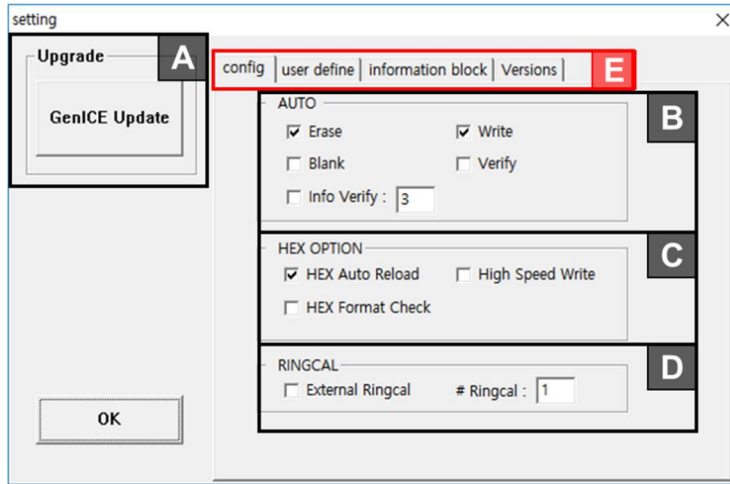 setting
Upgrade
A
GenICE Update
config user define information block Versions
E
AUTO
B
Erase Write
Blank Verify
Info Verify : 3
HEX OPTION
C
HEX Auto Reload High Speed Write
HEX Format Check
RINGCAL
D
External Ringcal # Ringcal : 1
OK